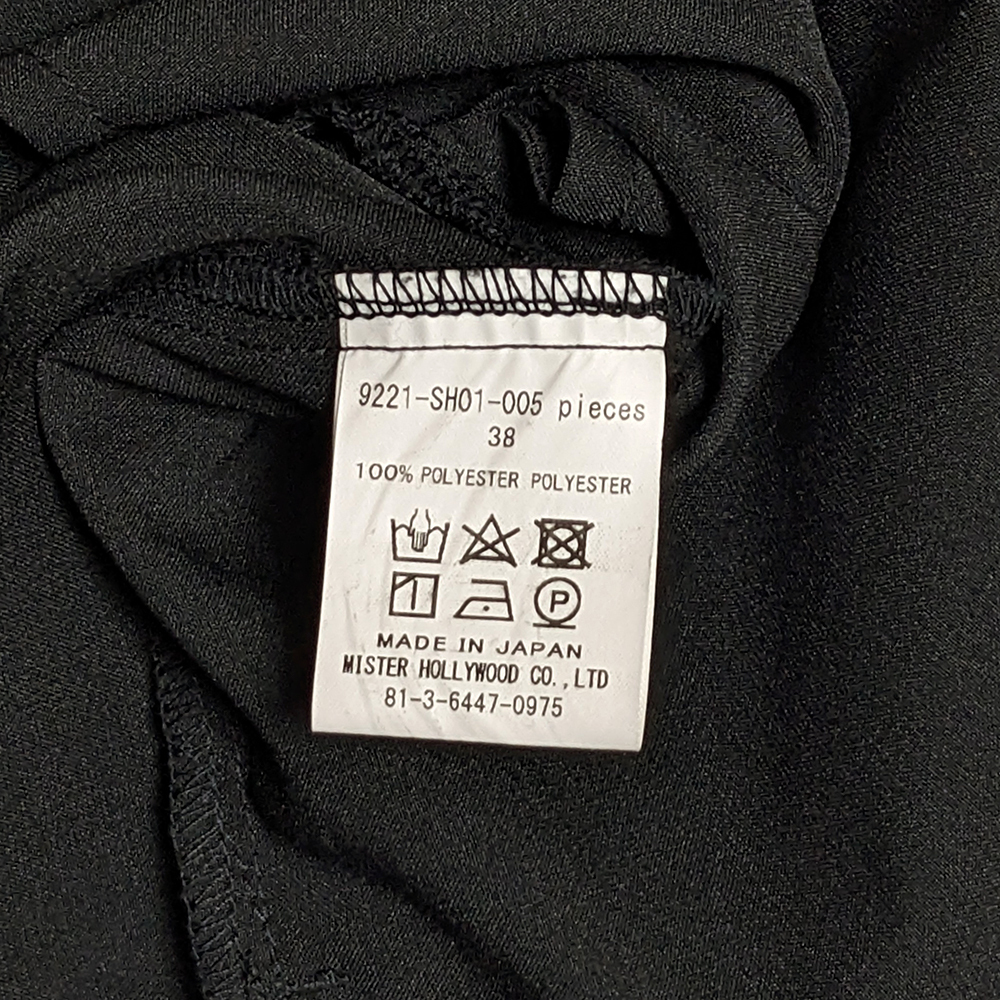 9221-SH01-005 pieces
38
100% POLYESTER POLYESTER
P
MADE IN JAPAN
MISTER HOLLYWOOD CO.,LTD
81-3-6447-0975